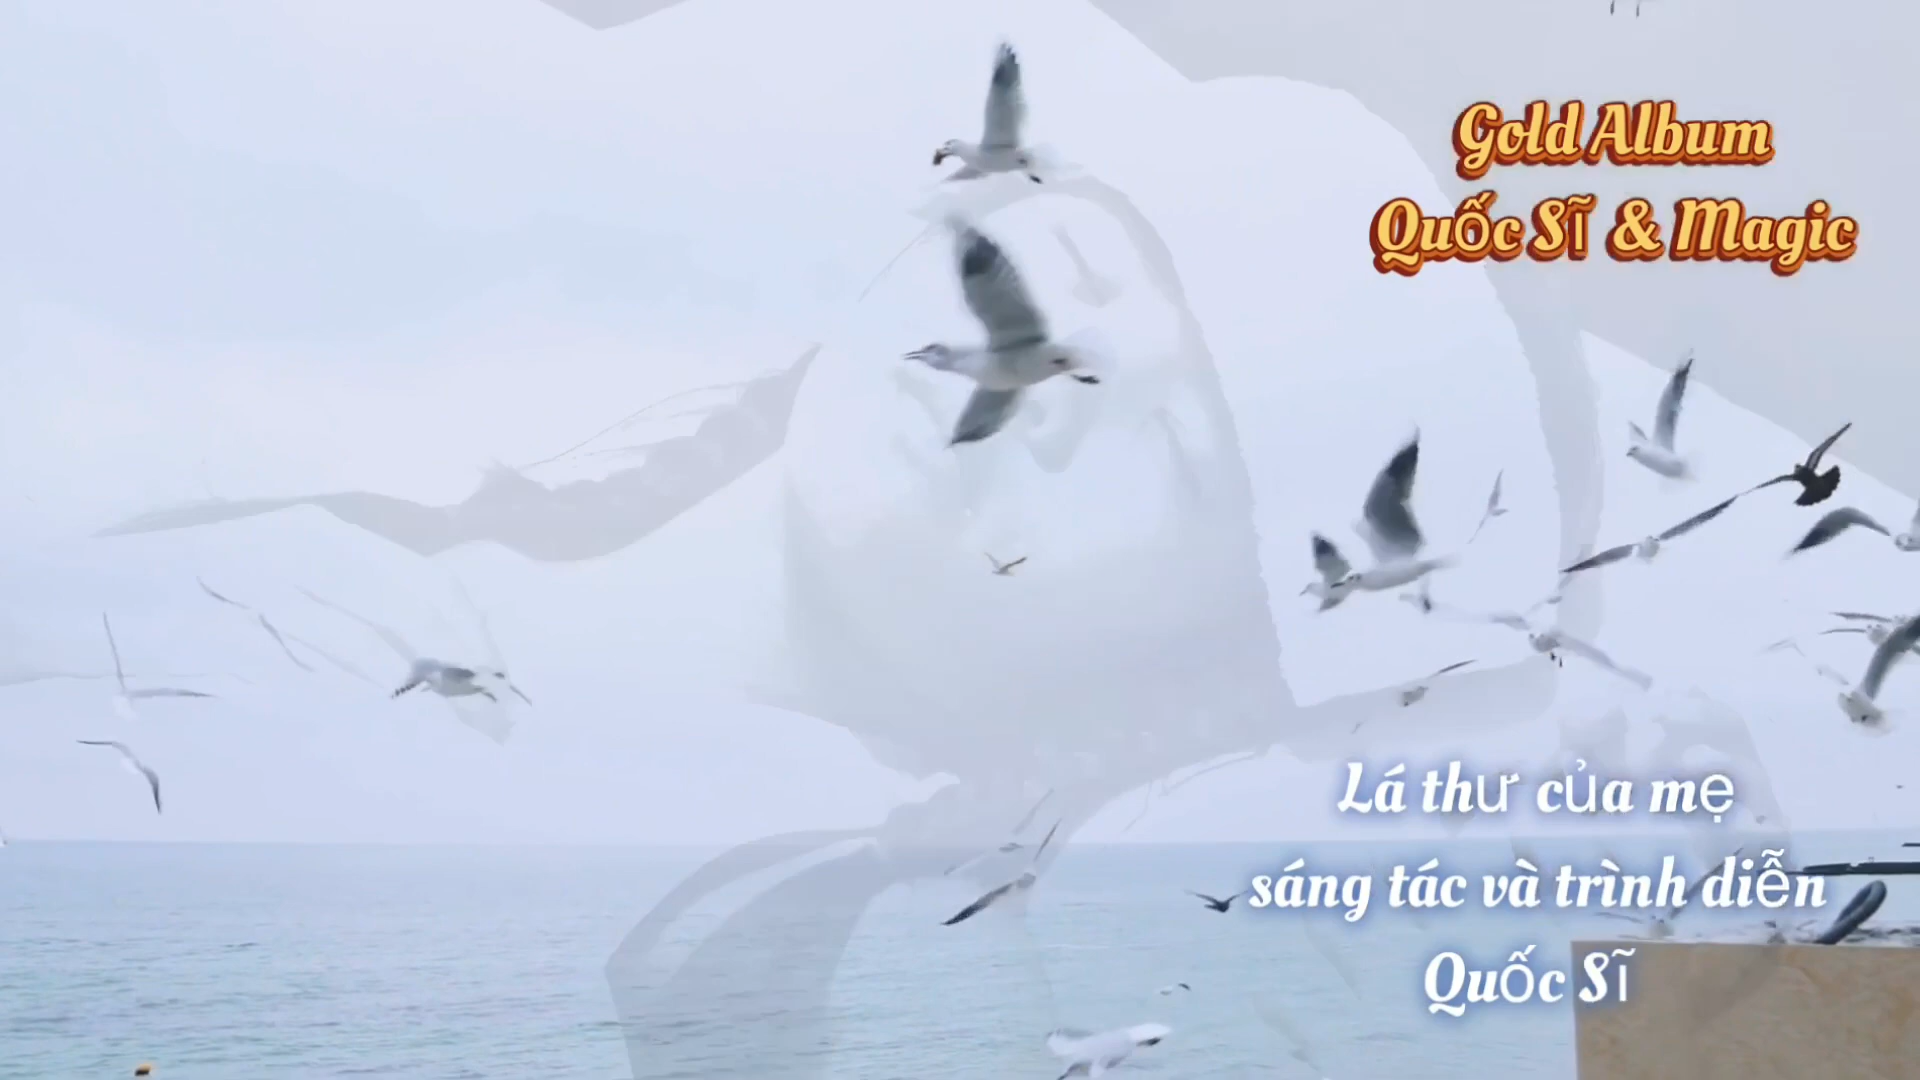 Gold Album
Quốc Sĩ & Magic
Lá thư của mẹ
sáng tác và trình diễn
Quốc Sĩ